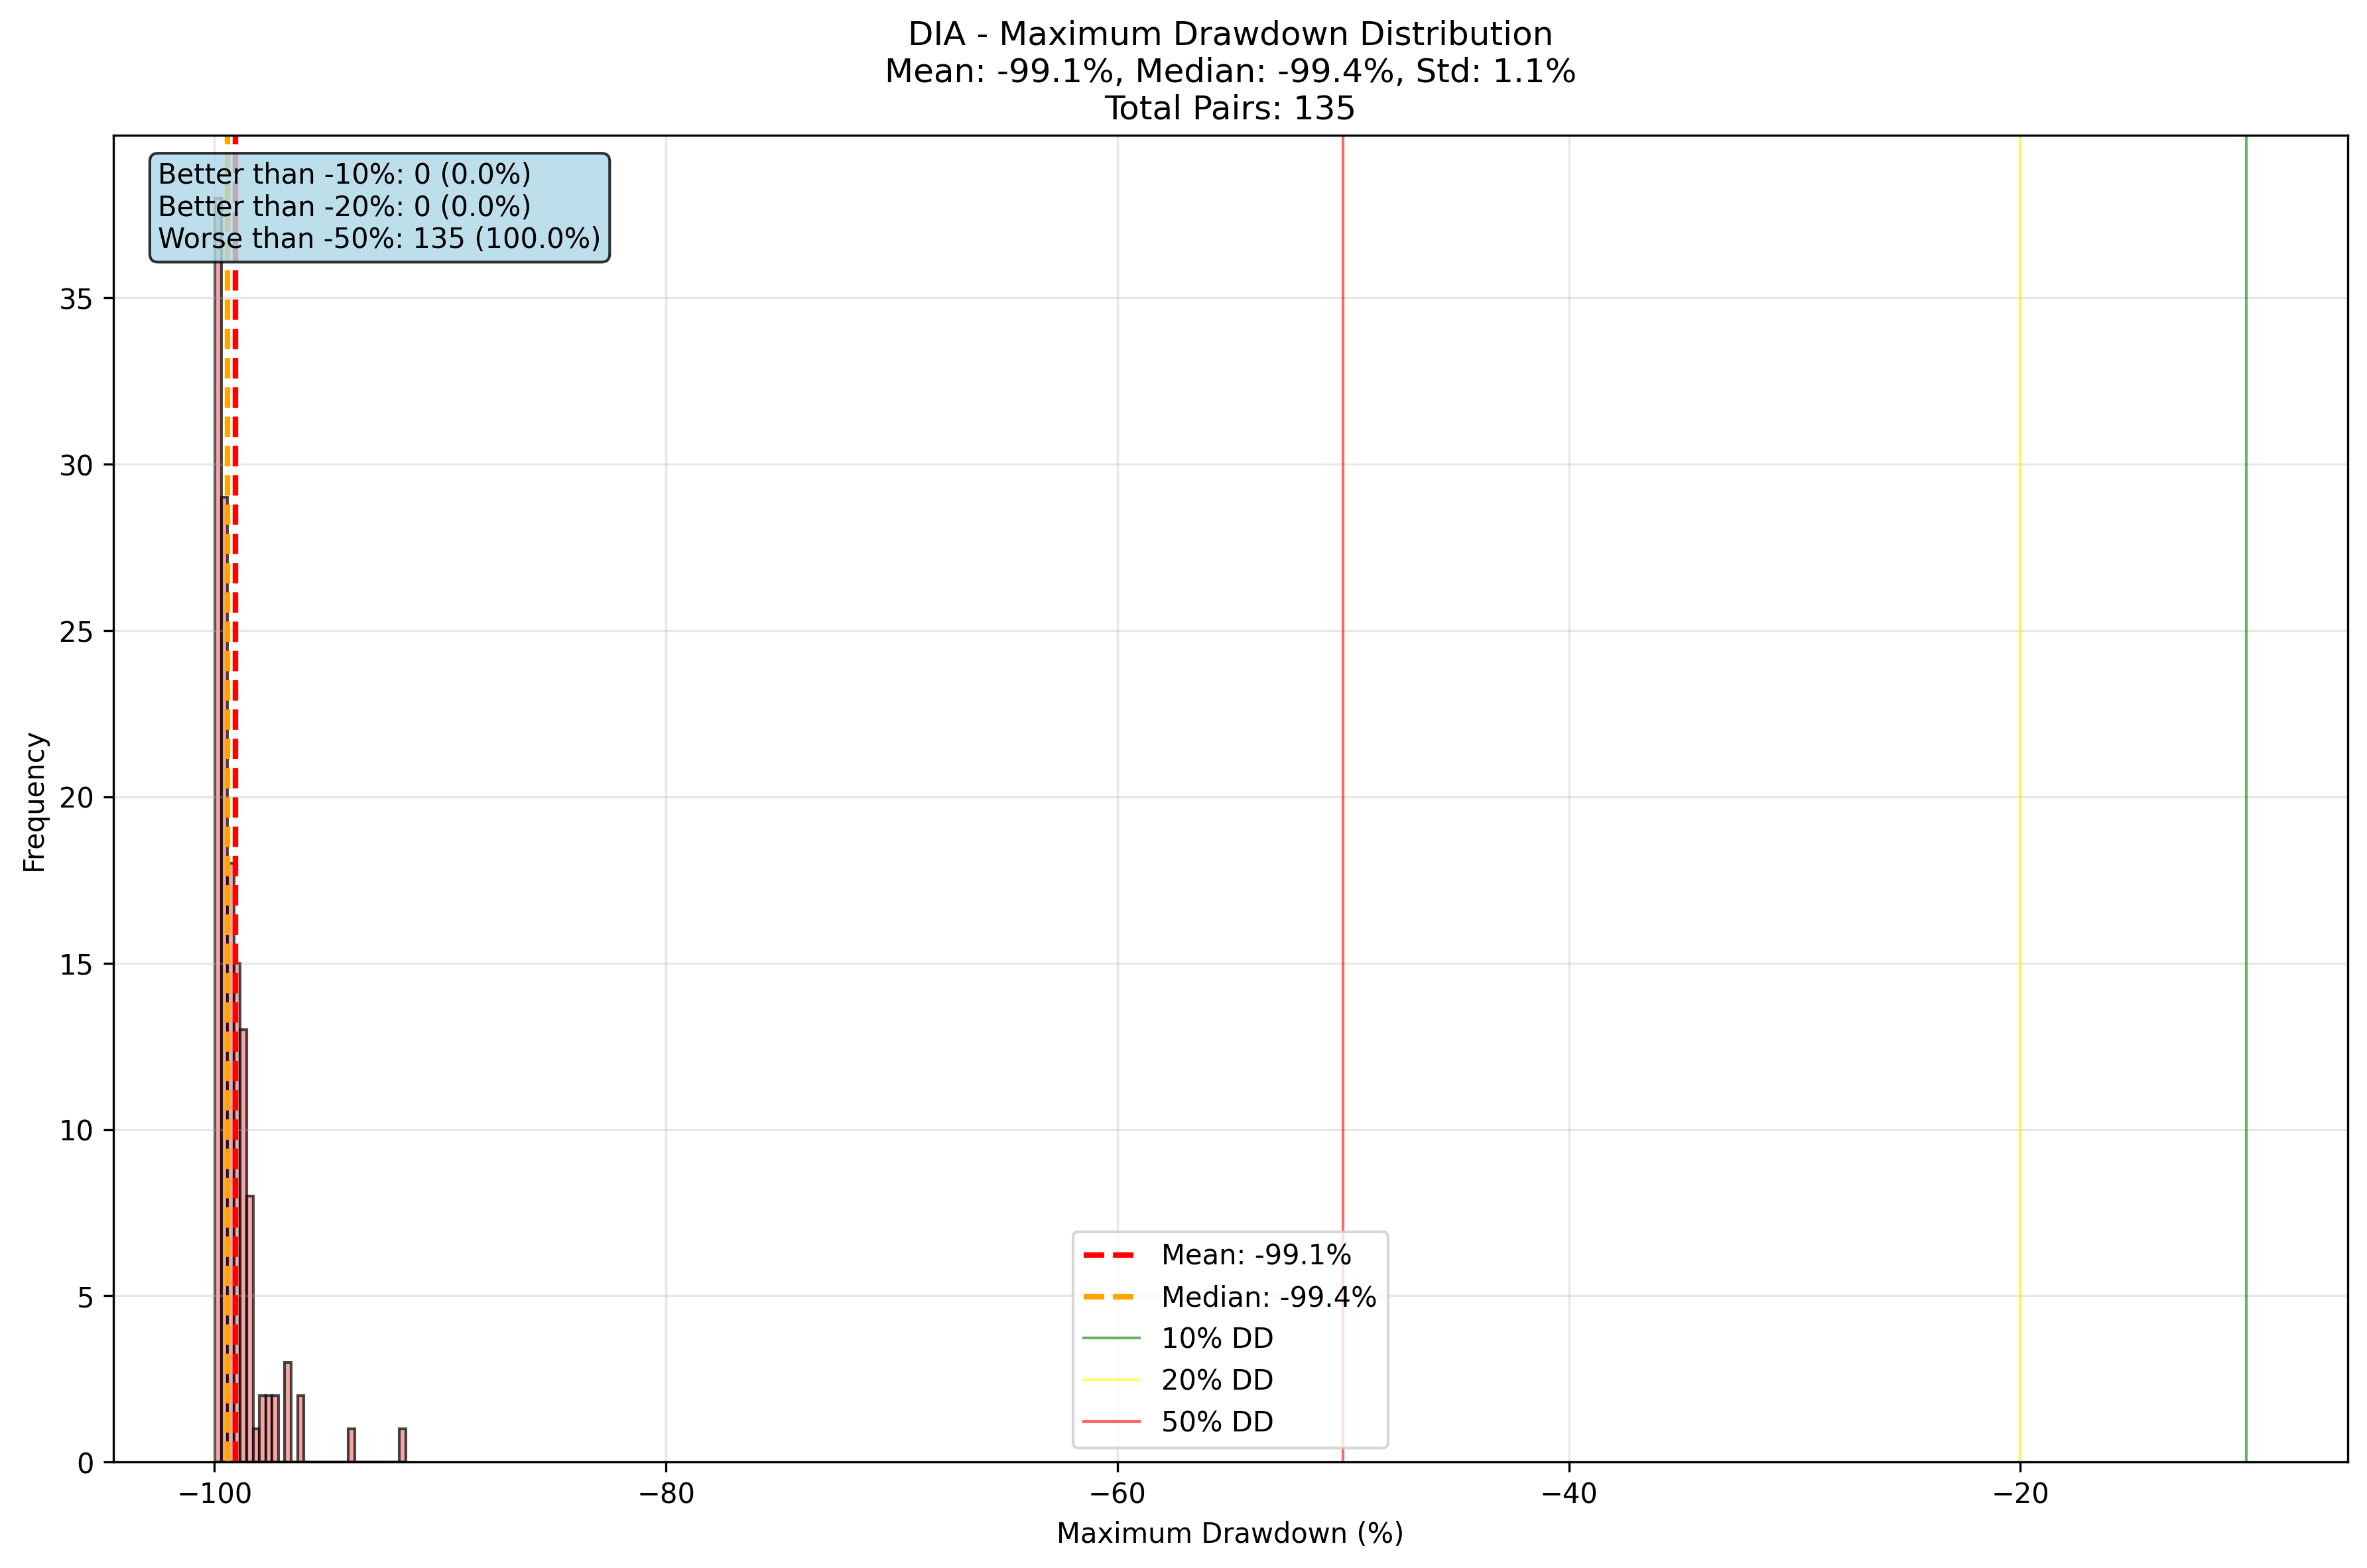 DIA - Maximum Drawdown Distribution
Mean: -99.1%, Median: -99.4%, Std: 1.1%
Total Pairs: 135
Better than -10%: 0 (0.0%)
Better than -20%: 0 (0.0%)
Worse than -50%: 135 (100.0%)
35
30
25
20
15
10
5
0
Frequency
Mean: -99.1%
Median: -99.4%
10% DD
20% DD
50% DD
−100
−80
−60
−40
−20
Maximum Drawdown (%)